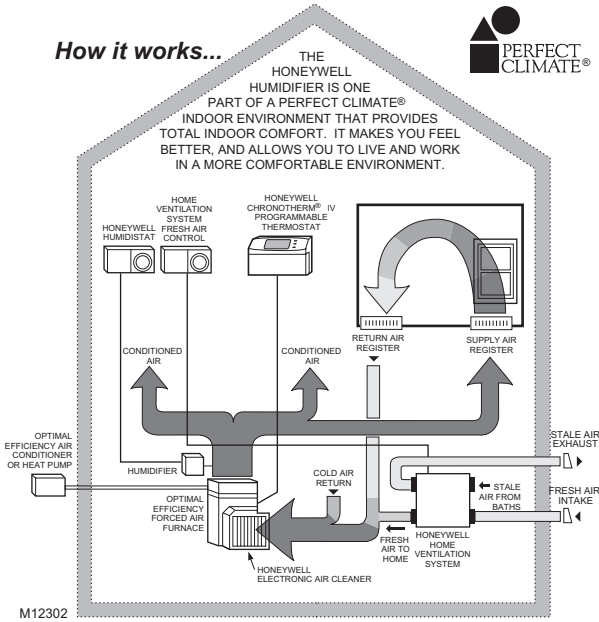 How it works...
PERFECT
CLIMATE®
THE
HONEYWELL
HUMIDIFIER IS ONE
PART OF A PERFECT CLIMATE®
INDOOR ENVIRONMENT THAT PROVIDES
TOTAL INDOOR COMFORT. IT MAKES YOU FEEL
BETTER, AND ALLOWS YOU TO LIVE AND WORK
IN A MORE COMFORTABLE ENVIRONMENT.
HONEYWELL
HUMIDISTAT
HOME
VENTILATION
SYSTEM
FRESH AIR
CONTROL
HONEYWELL
CHRONOTHERM® IV
PROGRAMMABLE
THERMOSTAT
RETURN AIR
REGISTER
SUPPLY AIR
REGISTER
CONDITIONED
AIR
CONDITIONED
AIR
OPTIMAL
EFFICIENCY AIR
CONDITIONER
OR HEAT PUMP
HUMIDIFIER
OPTIMAL
EFFICIENCY
FORCED AIR
FURNACE
COLD AIR
RETURN
STALE AIR
EXHAUST
STALE
AIR FROM
BATHS
FRESH AIR
INTAKE
FRESH
AIR TO
HOME
HONEYWELL
HOME
VENTILATION
SYSTEM
HONEYWELL
ELECTRONIC AIR CLEANER
M12302